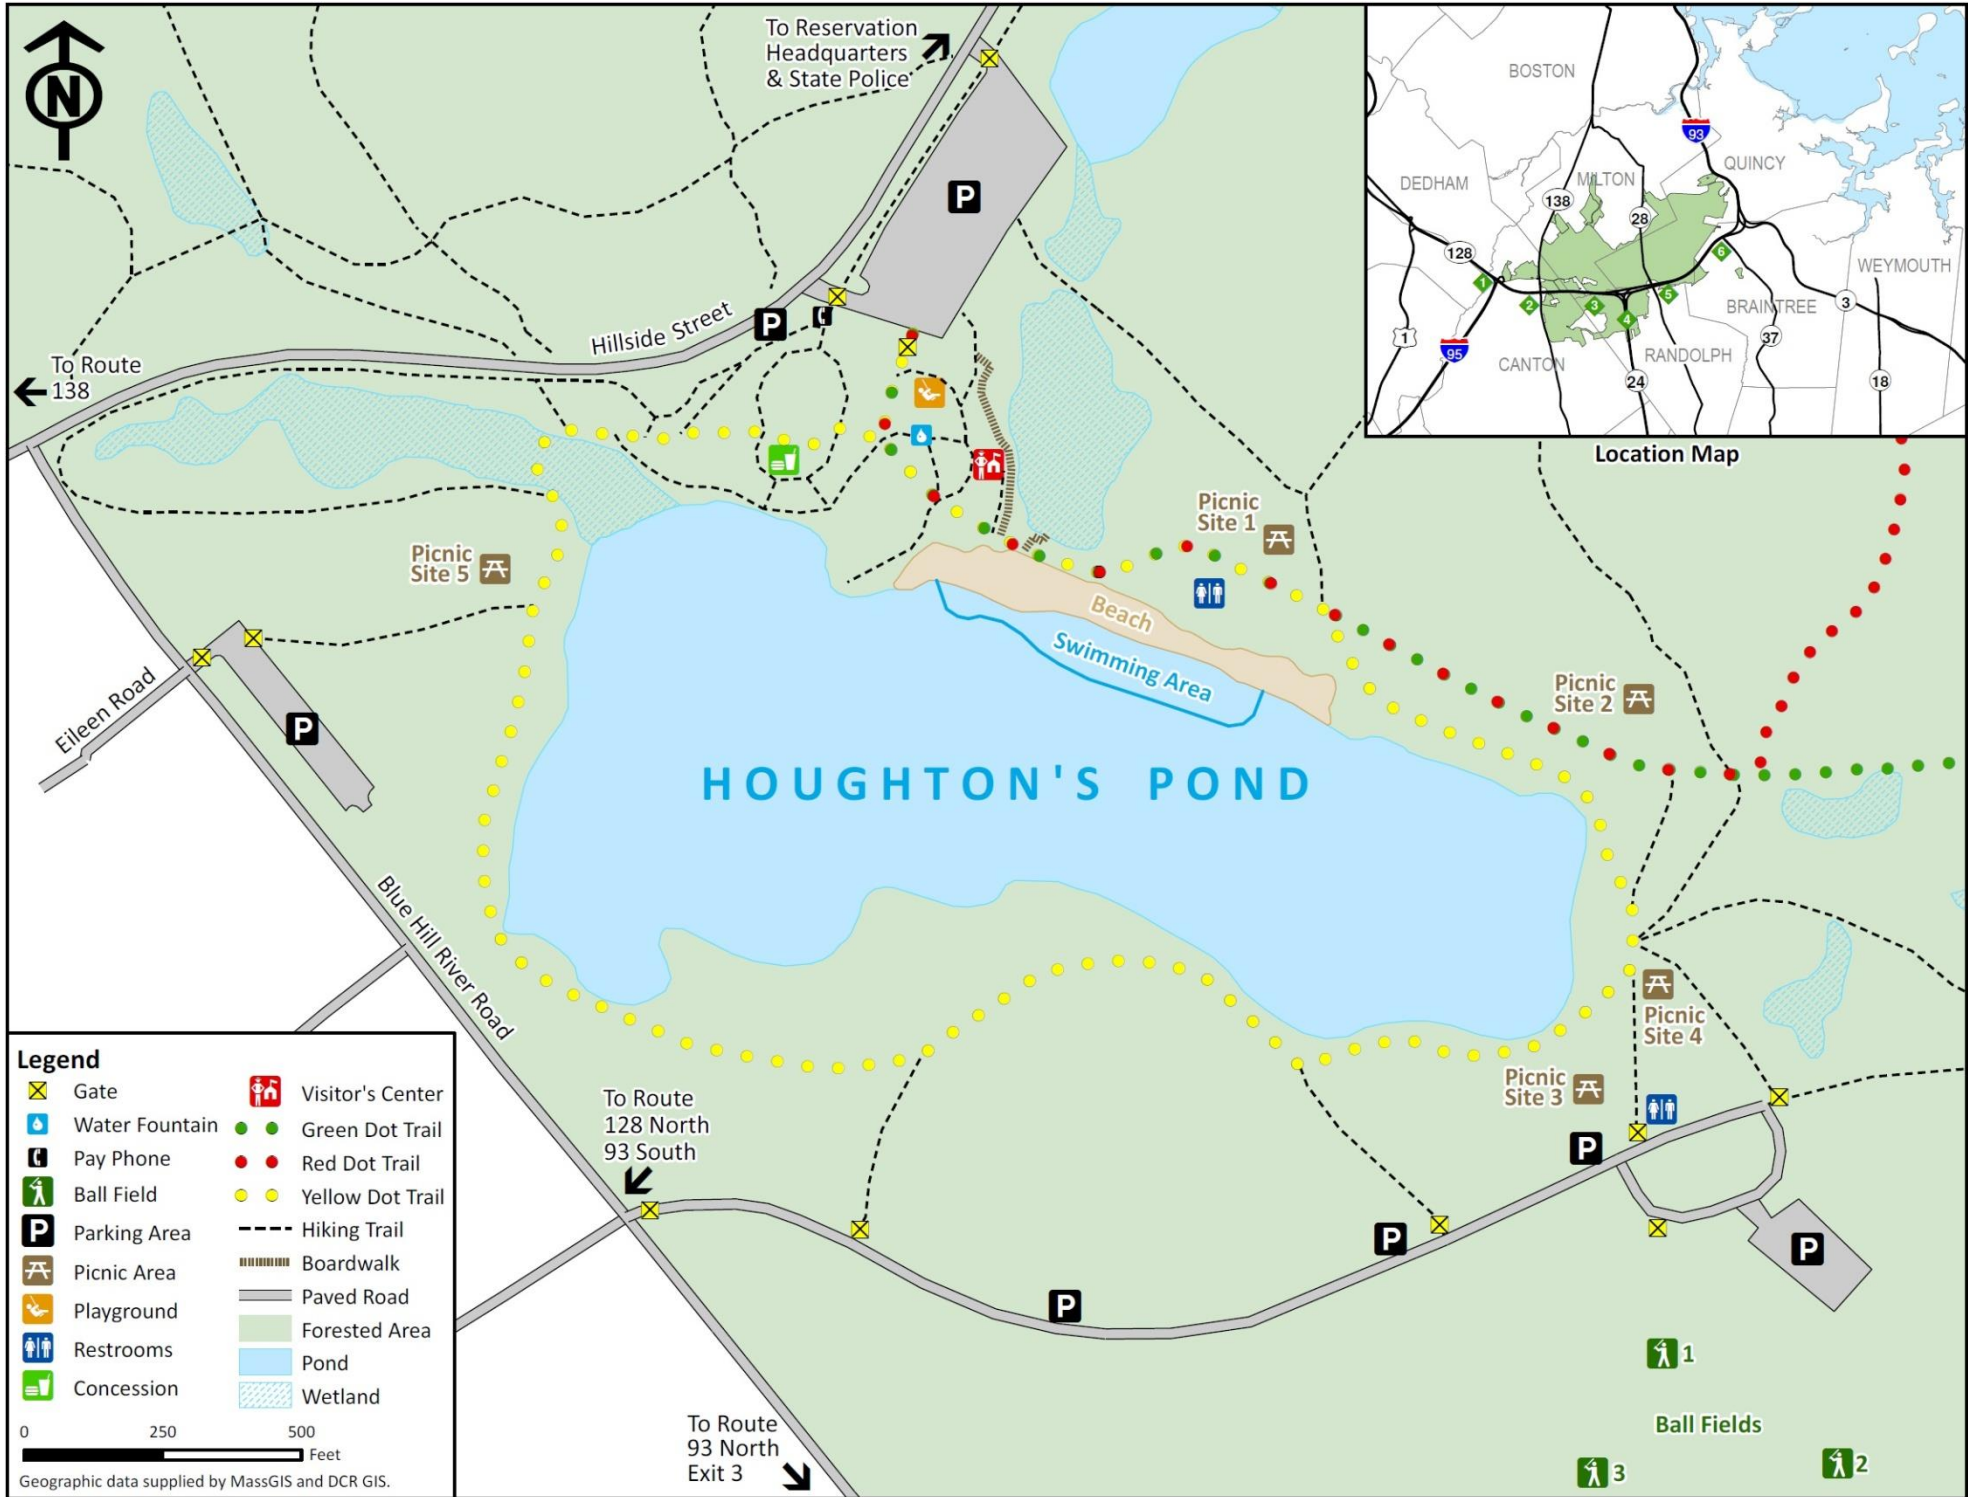 N
To Reservation
Headquarters
& State Police
P
Hillside Street
P
To Route
138
BOSTON
93
QUINCY
DEDHAM
MILTON
138
28
128
6
WEYMOUTH
1
2
3
5
4
BRAINTREE
3
1
95
37
CANTON
RANDOLPH
24
18
Location Map
Picnic
Site 1
Picnic
Site 5
Beach
Swimming Area
Picnic
Site 2
Eileen Road
P
HOUGHTON'S POND
Blue Hill River Road
Picnic
Site 4
Picnic
Site 3
To Route
128 North
93 South
P
P
P
P
1
Ball Fields
3
2
To Route
93 North
Exit 3
Legend
Gate
Water Fountain
Pay Phone
Ball Field
P
Parking Area
Picnic Area
Playground
Restrooms
Concession
Visitor's Center
Green Dot Trail
Red Dot Trail
Yellow Dot Trail
Hiking Trail
Boardwalk
Paved Road
Forested Area
Pond
Wetland
0 250 500
Feet
Geographic data supplied by MassGIS and DCR GIS.